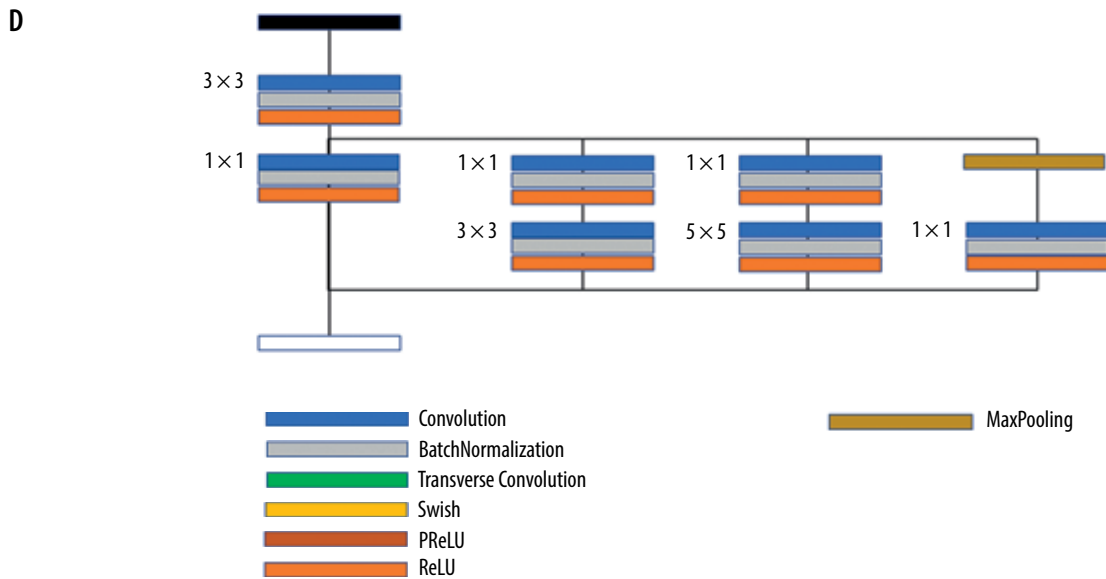 D
3 × 3
1 × 1
1 × 1
1 × 1
3 × 3
5 × 5
1 × 1
Convolution
MaxPooling
BatchNormalization
Transverse Convolution
Swish
PReLU
ReLU